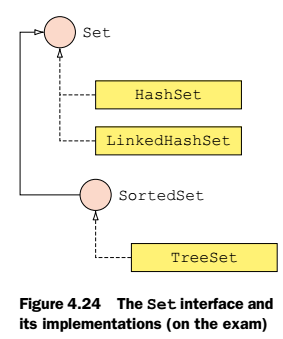 Set
HashSet
LinkedHashSet
SortedSet
TreeSet
Figure 4.24 The Set interface and
its implementations (on the exam)